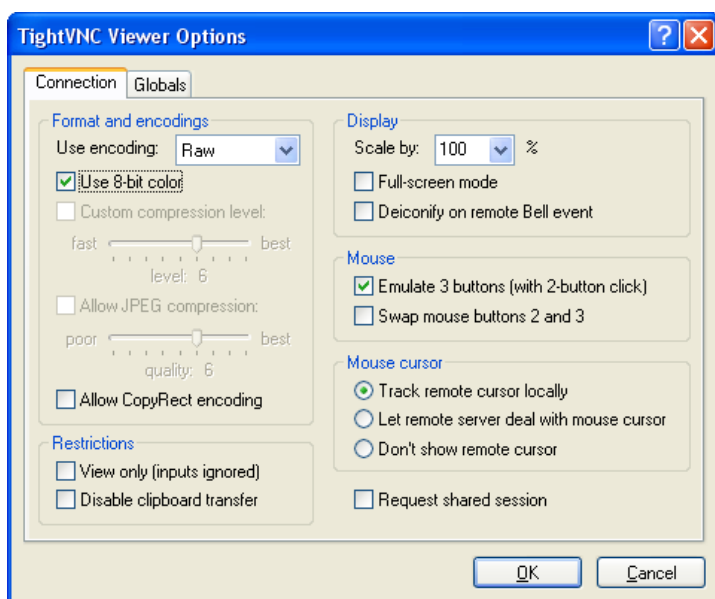 TightVNC Viewer Options
Connection
Globals
Format and encodings
Use encoding: Raw
Use 8-bit color
Custom compression level:
fast best
level: 6
Allow JPEG compression:
poor best
quality: 6
Allow CopyRect encoding
Restrictions
View only (inputs ignored)
Disable clipboard transfer
Display
Scale by: 100 %
Full-screen mode
Deiconify on remote Bell event
Mouse
Emulate 3 buttons (with 2-button click)
Swap mouse buttons 2 and 3
Mouse cursor
Track remote cursor locally
Let remote server deal with mouse cursor
Don't show remote cursor
Request shared session
OK
Cancel